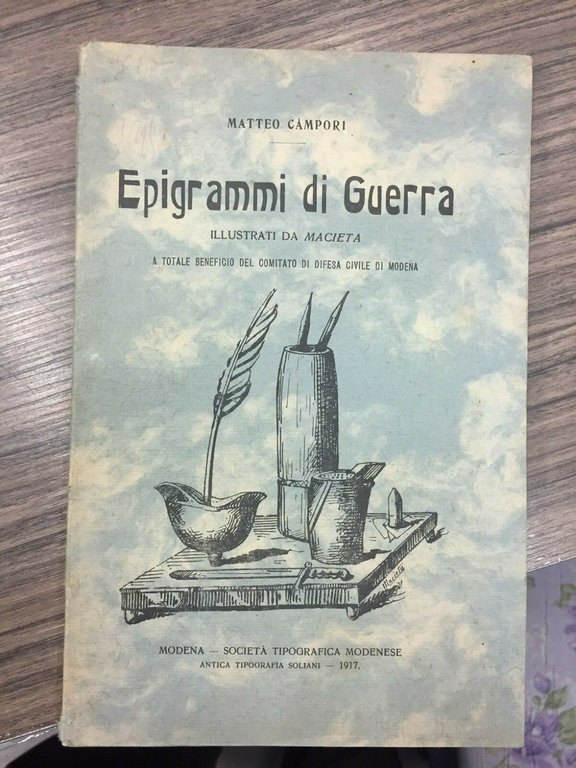 MATTEO CAMPORI
Epigrammi di Guerra
ILLUSTRATI DA MACIETA
A TOTALE BENEFICIO DEL COMITATO DI DIFESA CIVILE DI MODENA
Macieta
MODENA — SOCIETÀ TIPOGRAFICA MODENESE
ANTICA TIPOGRAFIA SOLIANI — 1917.